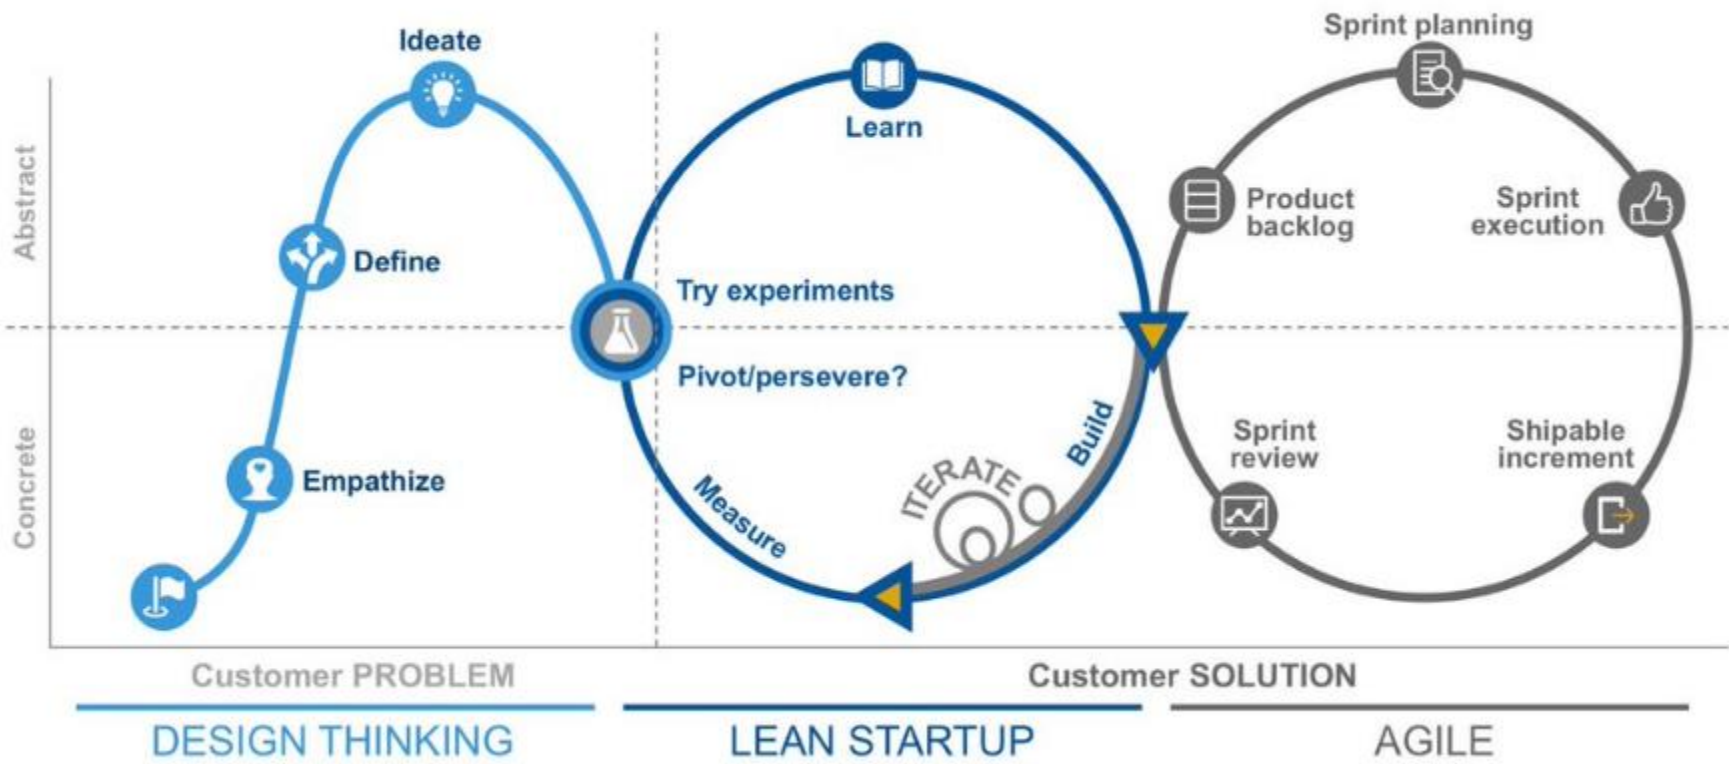 Abstract
Concrete
Ideate
Define
Empathize
Try experiments
Pivot/persevere?
Learn
Measure
ITERATE
Build
Sprint planning
Product
backlog
Sprint
execution
Sprint
review
Shipable
increment
Customer PROBLEM
Customer SOLUTION
DESIGN THINKING
LEAN STARTUP
AGILE